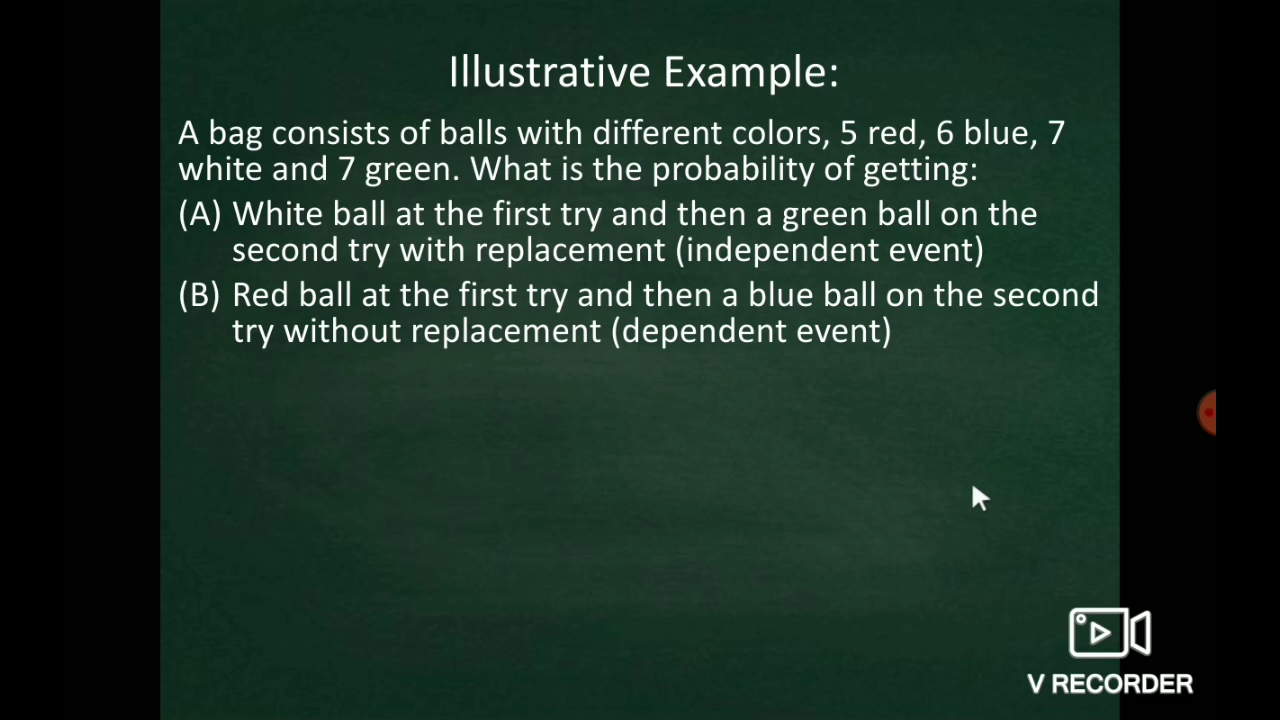 Illustrative Example:
A bag consists of balls with different colors, 5 red, 6 blue, 7
white and 7 green. What is the probability of getting:
(A) White ball at the first try and then a green ball on the
second try with replacement (independent event)
(B) Red ball at the first try and then a blue ball on the second
try without replacement (dependent event)
V RECORDER